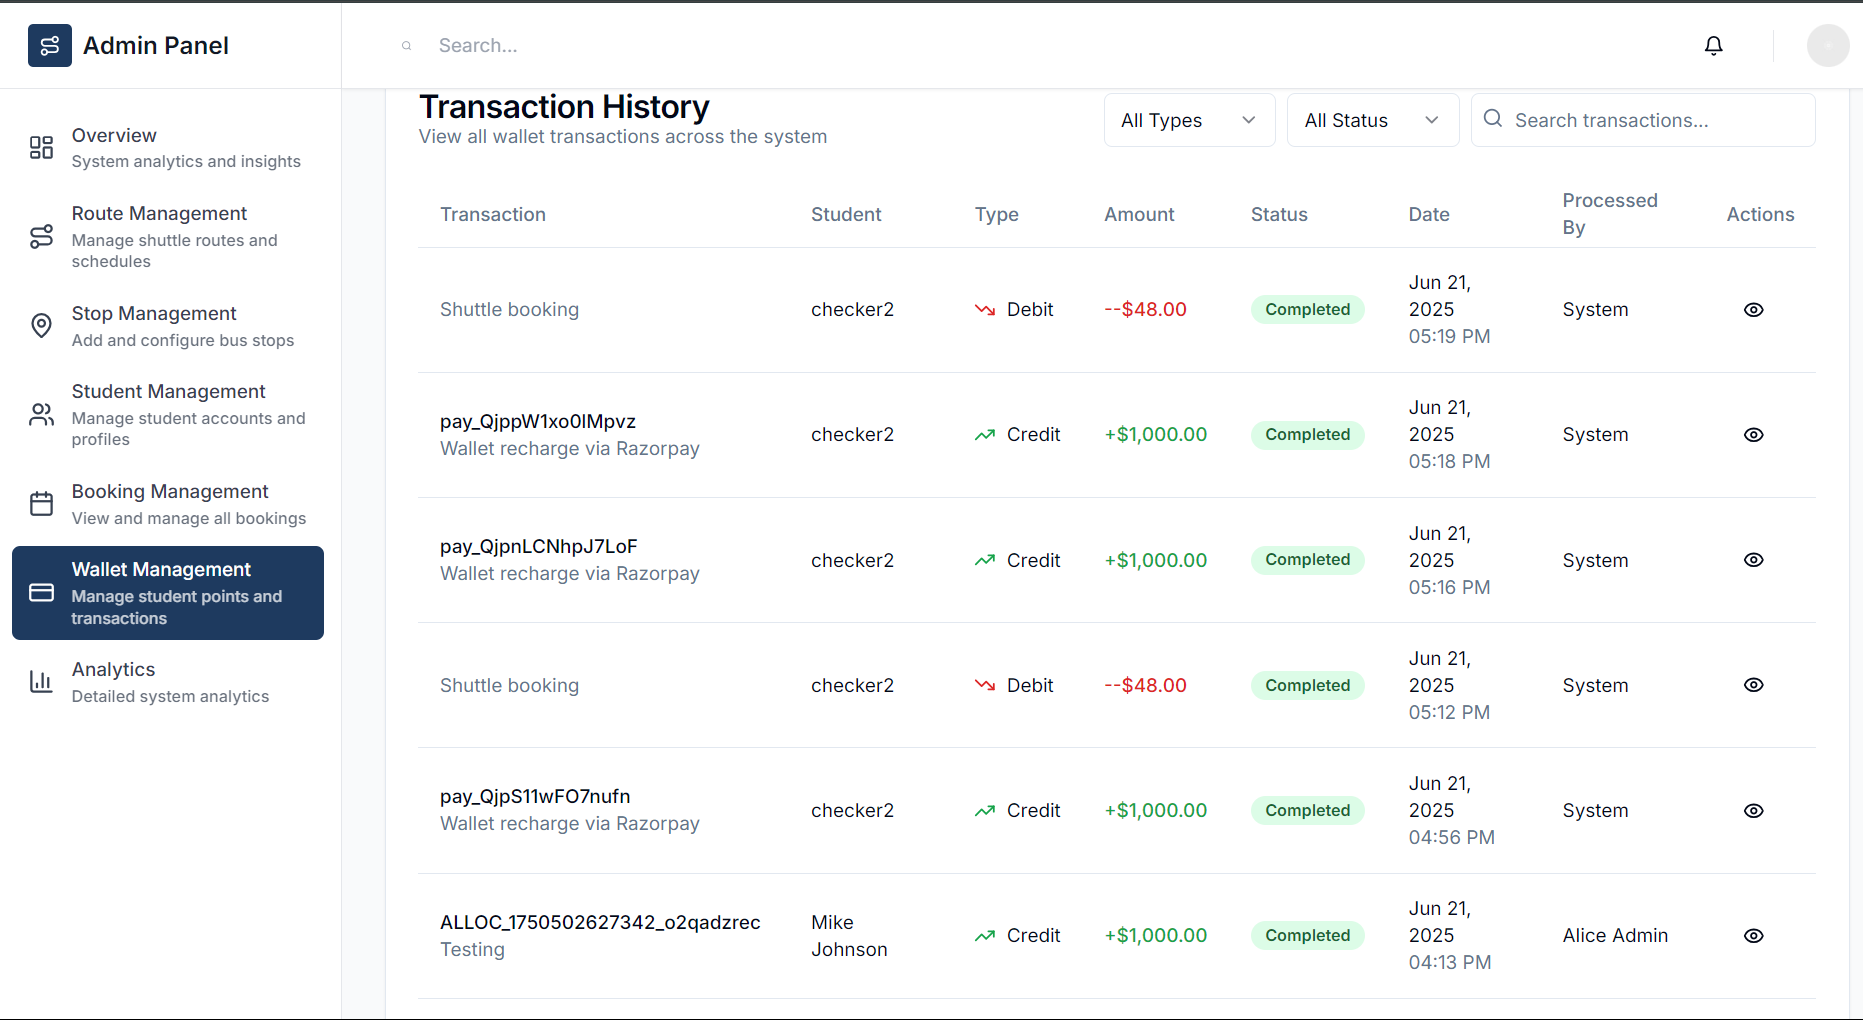 Admin Panel
Search...
Overview
System analytics and insights
Route Management
Manage shuttle routes and
schedules
Stop Management
Add and configure bus stops
Student Management
Manage student accounts and
profiles
Booking Management
View and manage all bookings
Wallet Management
Manage student points and
transactions
Analytics
Detailed system analytics
Transaction History
View all wallet transactions across the system
All Types
All Status
Search transactions...
Transaction Student Type Amount Status Date Processed By Actions
Shuttle booking checker2 Debit --$48.00 Completed Jun 21, 2025 05:19 PM System
pay_QjppW1xo0lMpvz
Wallet recharge via Razorpay checker2 Credit +$1,000.00 Completed Jun 21, 2025 05:18 PM System
pay_QjpnLCNhpJ7LoF
Wallet recharge via Razorpay checker2 Credit +$1,000.00 Completed Jun 21, 2025 05:16 PM System
Shuttle booking checker2 Debit --$48.00 Completed Jun 21, 2025 05:12 PM System
pay_QjpS11wFO7nufn
Wallet recharge via Razorpay checker2 Credit +$1,000.00 Completed Jun 21, 2025 04:56 PM System
ALLOC_1750502627342_o2qadzrec
Testing Mike Johnson Credit +$1,000.00 Completed Jun 21, 2025 04:13 PM Alice Admin